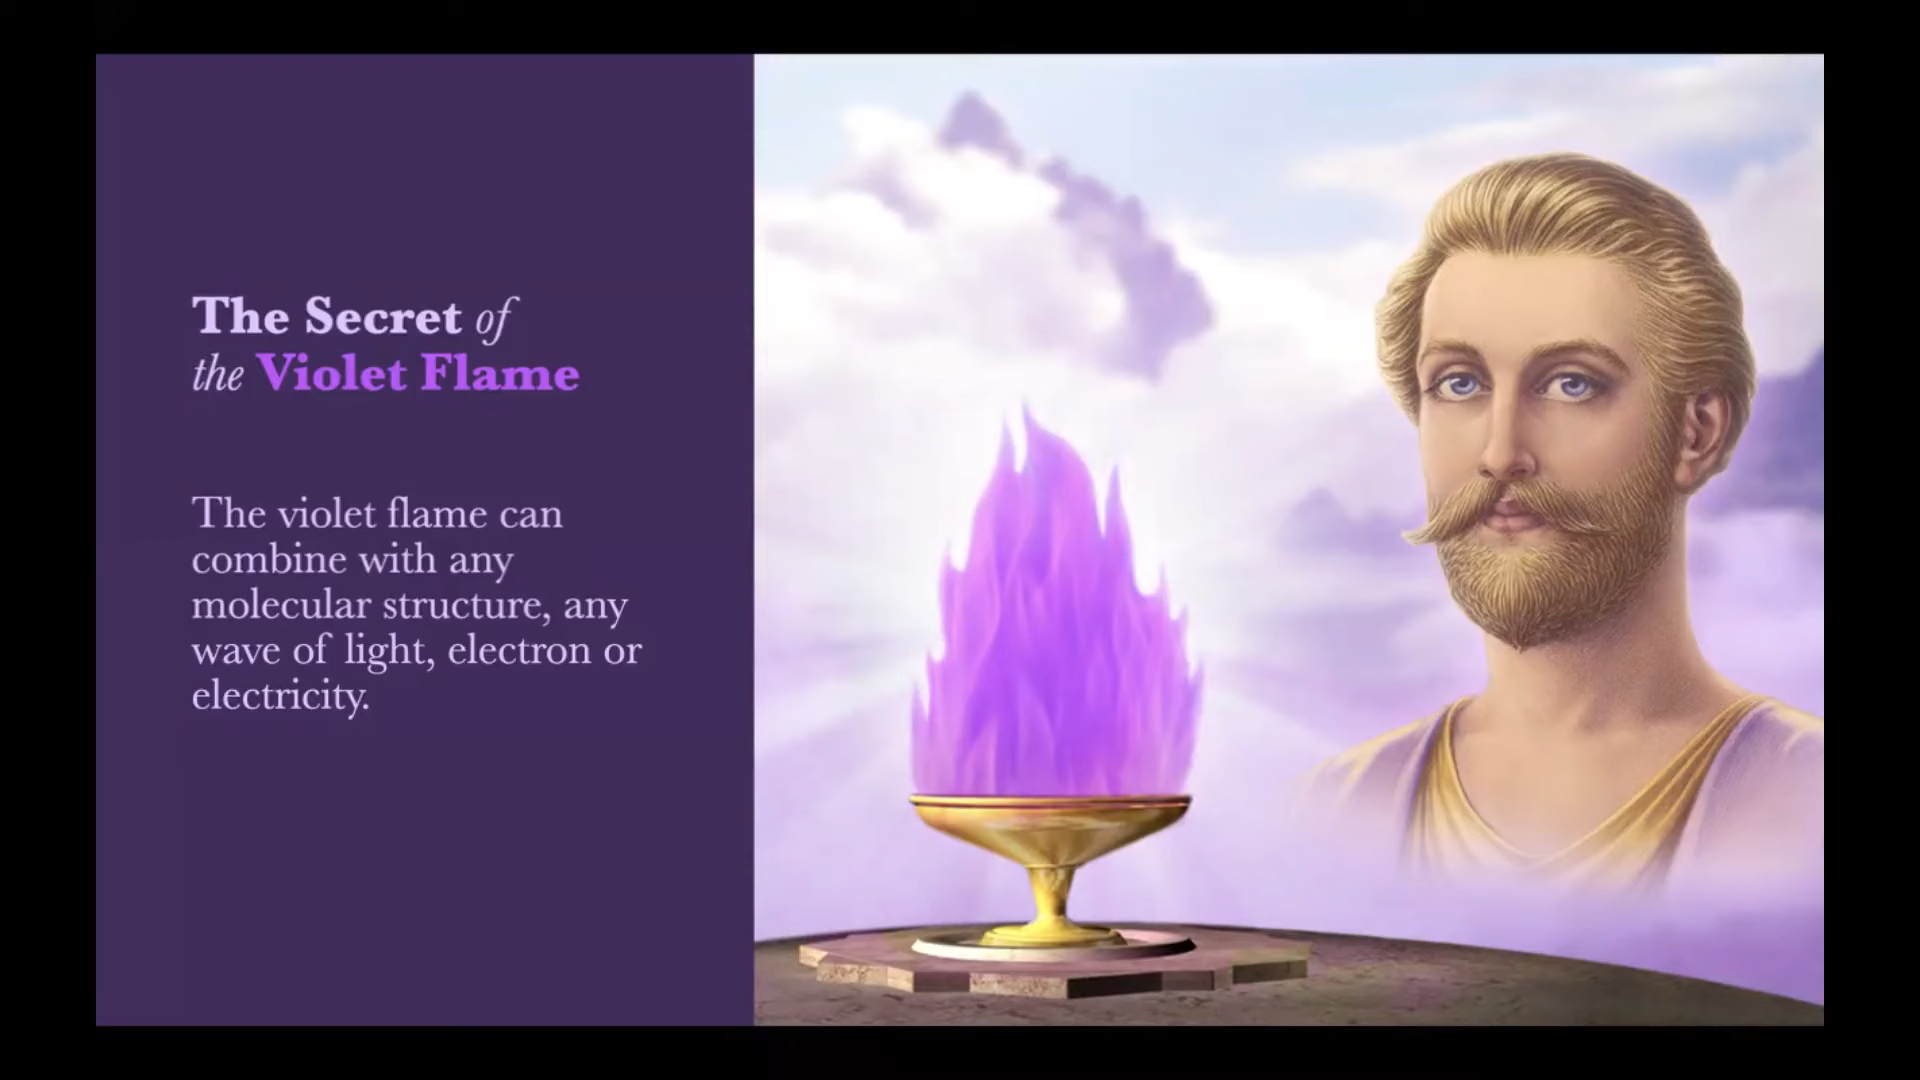 The Secret of
the Violet Flame
The violet flame can
combine with any
molecular structure, any
wave of light, electron or
electricity.